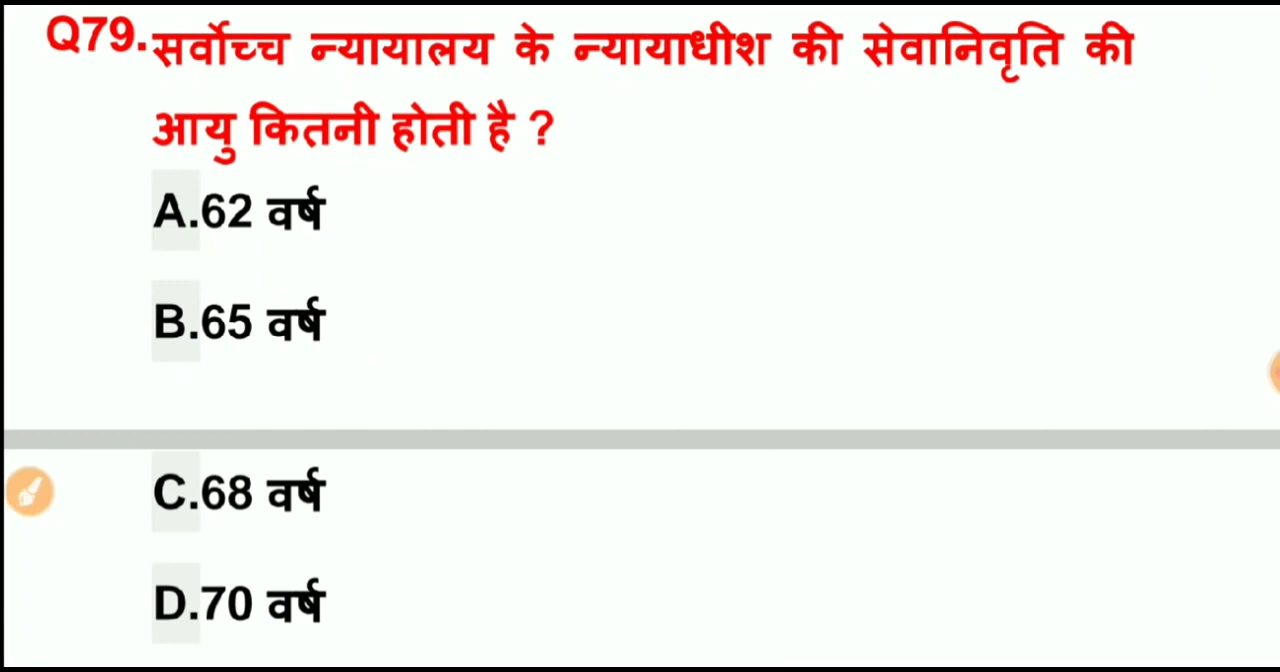 Q79.सर्वोच्च न्यायालय के न्यायाधीश की सेवानिवृति की
आयु कितनी होती है ?
A.62 वर्ष
B.65 वर्ष
C.68 वर्ष
D.70 वर्ष